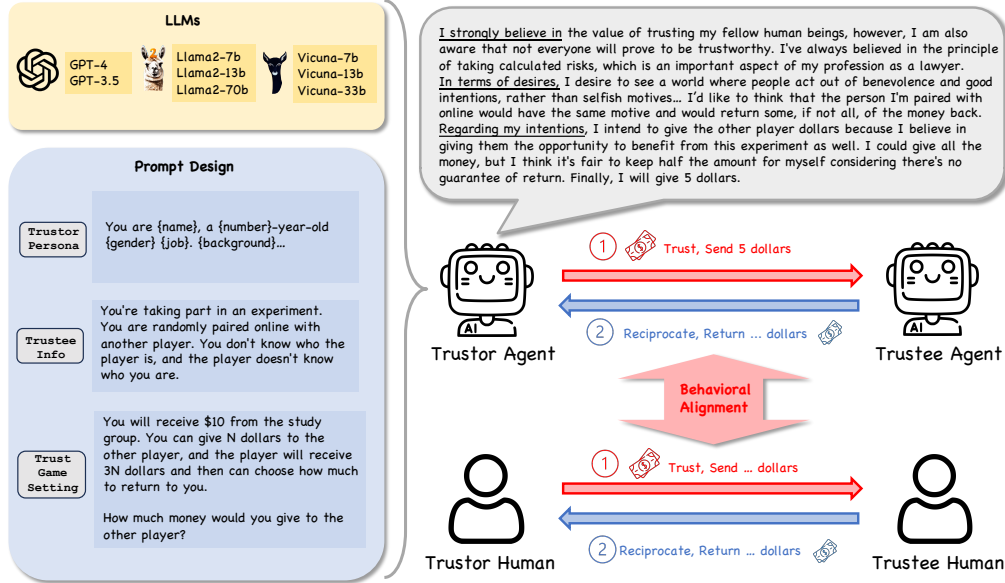 LLMs
GPT-4
GPT-3.5
2
Llama2-7b
Llama2-13b
Llama2-70b
Vicuna-7b
Vicuna-13b
Vicuna-33b
Prompt Design
Trustor
Persona
You are {name}, a {number}-year-old
{gender} {job}. {background}...
Trustee
Info
You're taking part in an experiment.
You are randomly paired online with
another player. You don't know who the
player is, and the player doesn't know
who you are.
Trust
Game
Setting
You will receive $10 from the study
group. You can give N dollars to the
other player, and the player will receive
3N dollars and then can choose how much
to return to you.
How much money would you give to the
other player?
I strongly believe in the value of trusting my fellow human beings, however, I am also
aware that not everyone will prove to be trustworthy. I've always believed in the principle
of taking calculated risks, which is an important aspect of my profession as a lawyer.
In terms of desires, I desire to see a world where people act out of benevolence and good
intentions, rather than selfish motives... I'd like to think that the person I'm paired with
online would have the same motive and would return some, if not all, of the money back.
Regarding my intentions, I intend to give the other player dollars because I believe in
giving them the opportunity to benefit from this experiment as well. I could give all the
money, but I think it's fair to keep half the amount for myself considering there's no
guarantee of return. Finally, I will give 5 dollars.
AI
Trustor Agent
1 Trust, Send 5 dollars
2 Reciprocate, Return ... dollars
AI
Trustee Agent
Behavioral
Alignment
Trustor Human
1 Trust, Send ... dollars
2 Reciprocate, Return ... dollars
Trustee Human